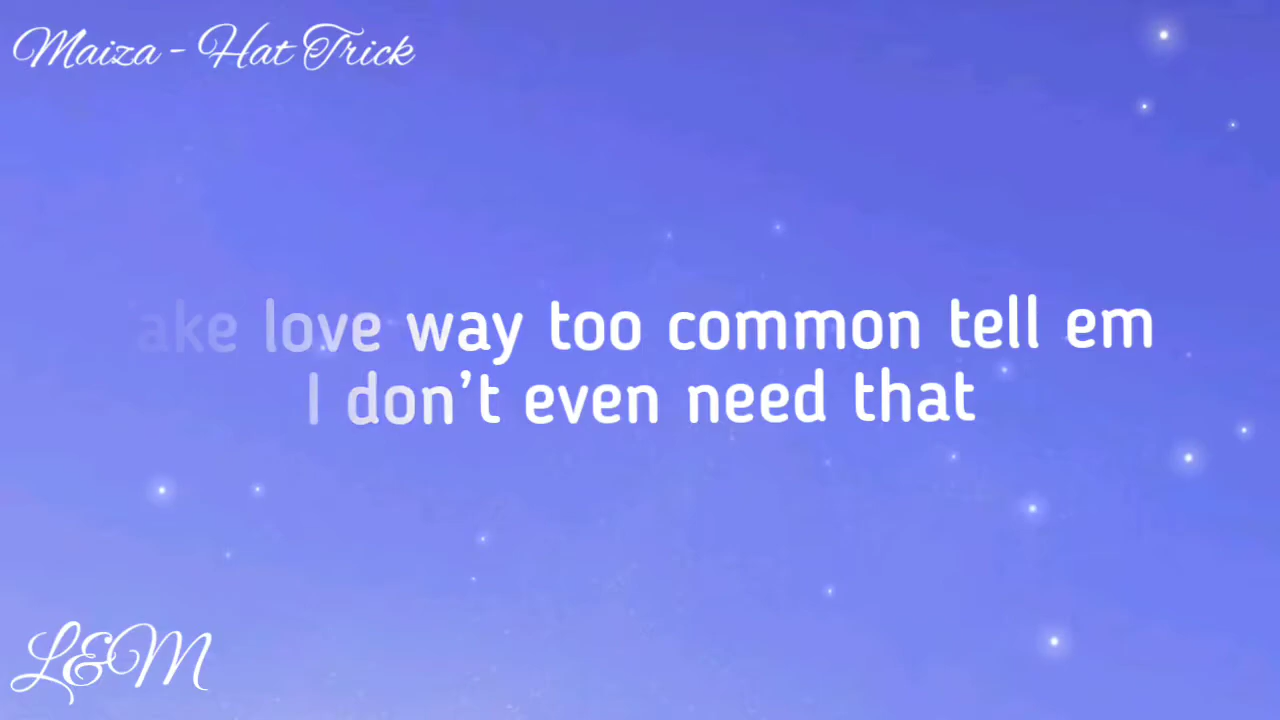 Maiza - Hat Trick
ake love way too common tell em
I don't even need that
L&M